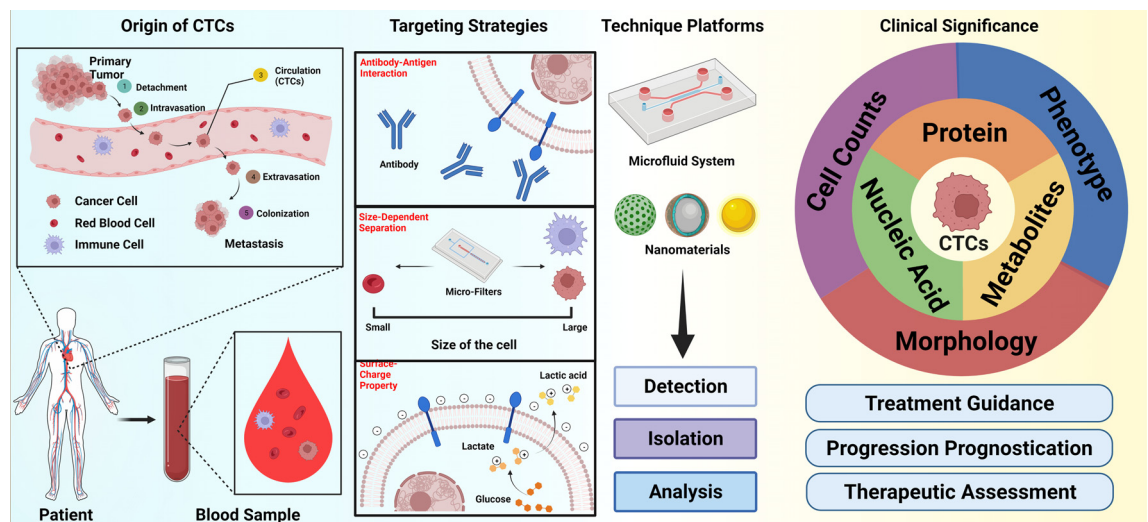 Origin of CTCs
Primary
Tumor
1
Detachment
2
Intravasation
3
Circulation
(CTCs)
4
Extravasation
5
Colonization
Cancer Cell
Red Blood Cell
Immune Cell
Metastasis
Patient
Blood Sample
Targeting Strategies
Antibody-Antigen
Interaction
Antibody
Size-Dependent
Separation
Micro-Filters
Small
Large
Size of the cell
Surface-
Charge
Property
Lactic acid
Lactate
Glucose
Technique Platforms
Microfluid System
Nanomaterials
Detection
Isolation
Analysis
Clinical Significance
Cell Counts
Phenotype
Morphology
Protein
Nucleic Acid
Metabolites
CTCs
Treatment Guidance
Progression Prognostication
Therapeutic Assessment